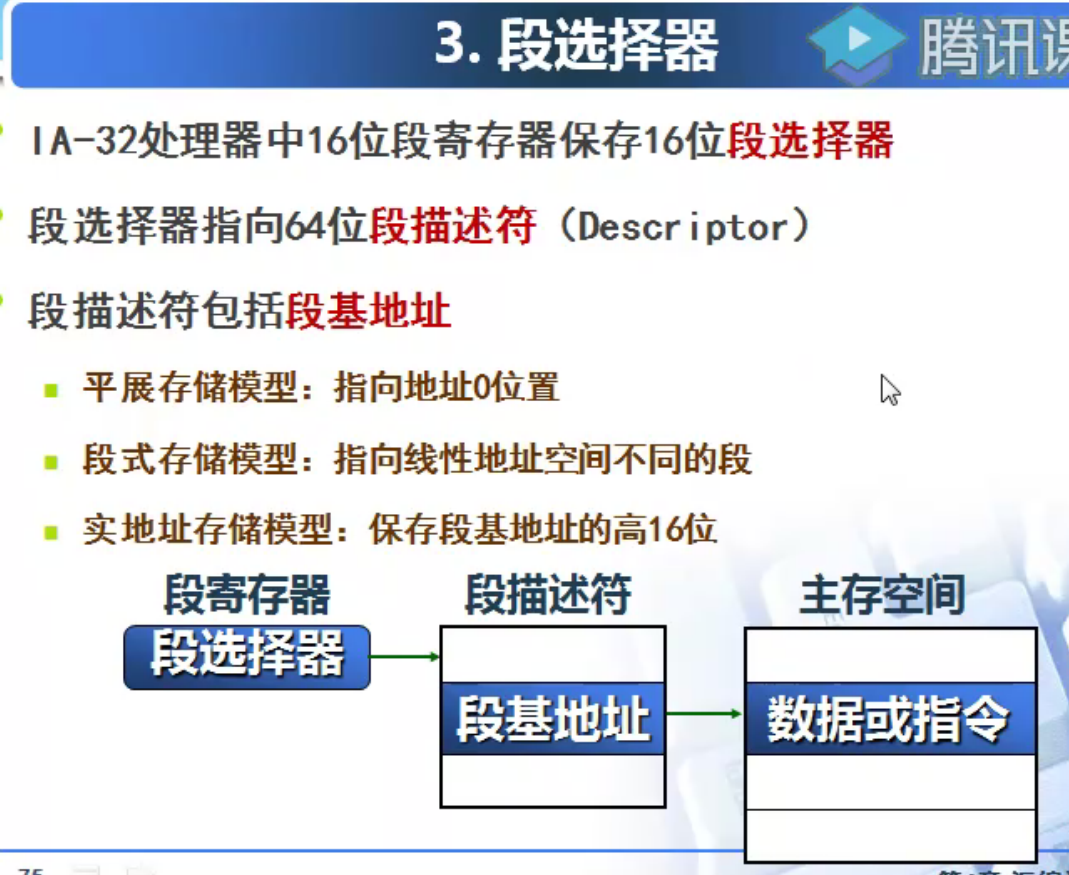 3. 段选择器
腾讯课
IA-32处理器中16位段寄存器保存16位段选择器
段选择器指向64位段描述符（Descriptor）
段描述符包括段基地址
平展存储模型：指向地址0位置
段式存储模型：指向线性地址空间不同的段
实地址存储模型：保存段基地址的高16位
段寄存器
段描述符
主存空间
段选择器
段基地址
数据或指令